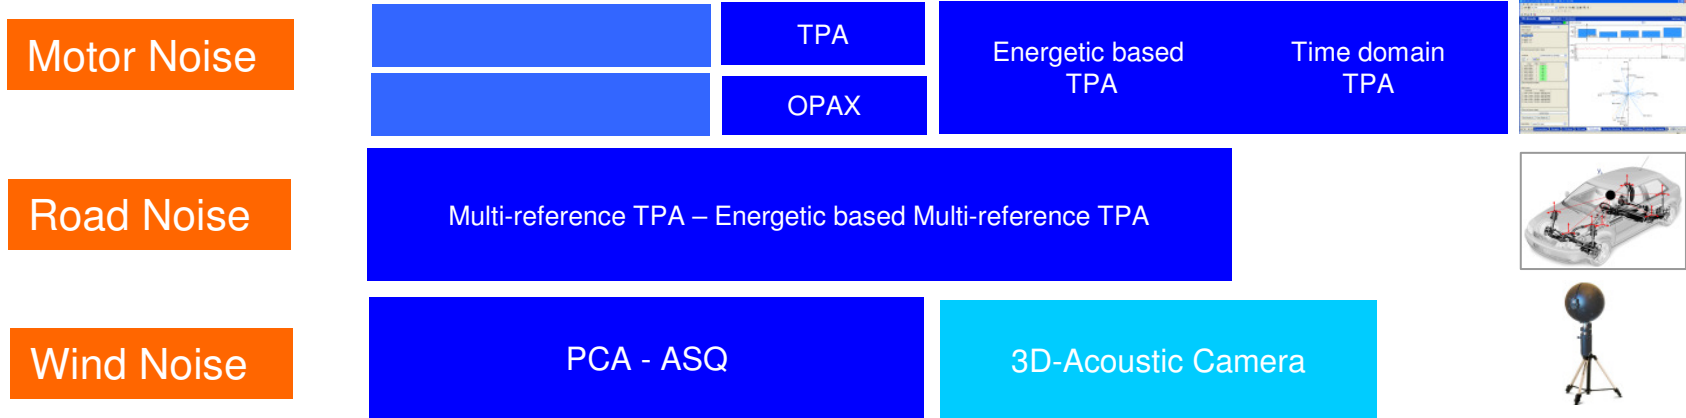 Motor Noise
TPA
OPAX
Energetic based
TPA
Time domain
TPA
Road Noise
Multi-reference TPA – Energetic based Multi-reference TPA
Wind Noise
PCA - ASQ
3D-Acoustic Camera